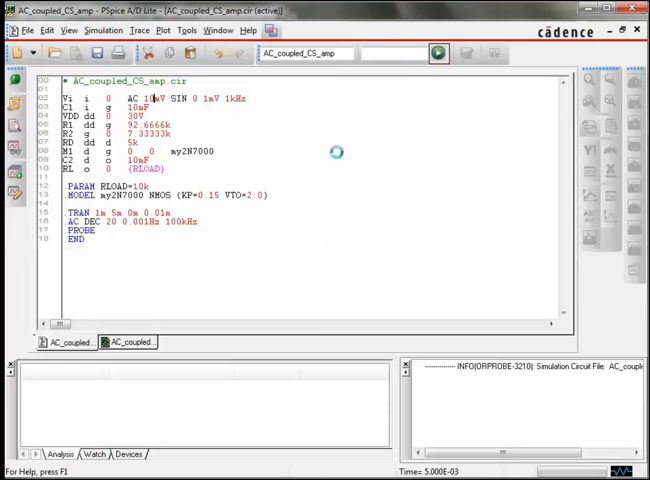 AC_coupled_CS_amp - PSpice A/D Lite - [AC_coupled_CS_amp.cir (active)]
File Edit View Simulation Trace Plot Tools Window Help
cādence
AC_coupled_CS_amp
00 * AC_coupled_CS_amp.cir
01
02 Vi i 0 AC 10mV SIN 0 1mV 1kHz
03 C1 i g 10mF
04 VDD dd 0 30V
05 R1 dd g 92.6666k
06 R2 g 0 7.33333k
07 RD dd d 5k
08 M1 d g 0 0 my2N7000
09 C2 d o 10mF
10 RL o 0 {RLOAD}
12 .PARAM RLOAD=10k
13 .MODEL my2N7000 NMOS (KP=0.15 VTO=2.0)
15 .TRAN 1m 5m 0m 0.01m
16 .AC DEC 20 0.001Hz 100kHz
17 .PROBE
18 .END
AC_coupled... AC_coupled...
INFO(ORPROBE-3210): Simulation Circuit File: AC_couple
Analysis Watch Devices
For Help, press F1
Time= 5.000E-03